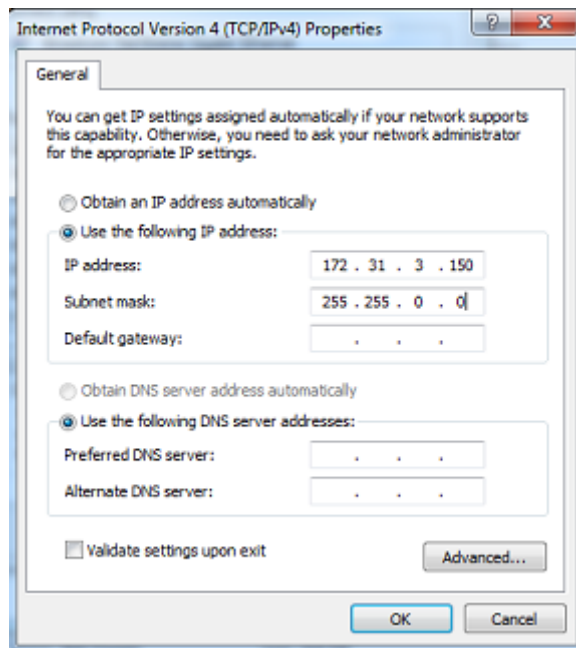 Internet Protocol Version 4 (TCP/IPv4) Properties
General
You can get IP settings assigned automatically if your network supports
this capability. Otherwise, you need to ask your network administrator
for the appropriate IP settings.
Obtain an IP address automatically
Use the following IP address:
IP address: 172 . 31 . 3 . 150
Subnet mask: 255 . 255 . 0 . 0
Default gateway: . . .
Obtain DNS server address automatically
Use the following DNS server addresses:
Preferred DNS server: . . .
Alternate DNS server: . . .
Validate settings upon exit
Advanced...
OK Cancel